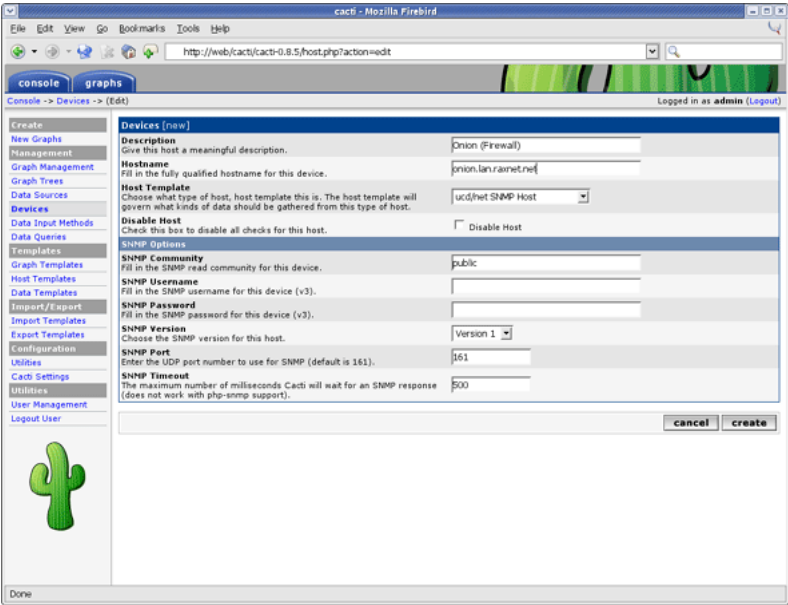 cacti - Mozilla Firebird
File Edit View Go Bookmarks Tools Help
http://web/cacti/cacti-0.8.5/host.php?action=edit
console graphs
Console -> Devices -> (Edit) Logged in as admin (Logout)
Create
New Graphs
Management
Graph Management
Graph Trees
Data Sources
Devices
Data Input Methods
Data Queries
Templates
Graph Templates
Host Templates
Data Templates
Import/Export
Import Templates
Export Templates
Configuration
Utilities
Cacti Settings
Utilities
User Management
Logout User
Devices [new]
Description
Give this host a meaningful description.
Onion (Firewall)
Hostname
Fill in the fully qualified hostname for this device.
onion.lan.raxnet.net
Host Template
Choose what type of host, host template this is. The host template will
govern what kinds of data should be gathered from this type of host.
ucd/net SNMP Host
Disable Host
Check this box to disable all checks for this host.
Disable Host
SNMP Options
SNMP Community
Fill in the SNMP read community for this device.
public
SNMP Username
Fill in the SNMP username for this device (v3).
SNMP Password
Fill in the SNMP password for this device (v3).
SNMP Version
Choose the SNMP version for this host.
Version 1
SNMP Port
Enter the UDP port number to use for SNMP (default is 161).
161
SNMP Timeout
The maximum number of milliseconds Cacti will wait for an SNMP response
(does not work with php-snmp support).
500
cancel create
Done